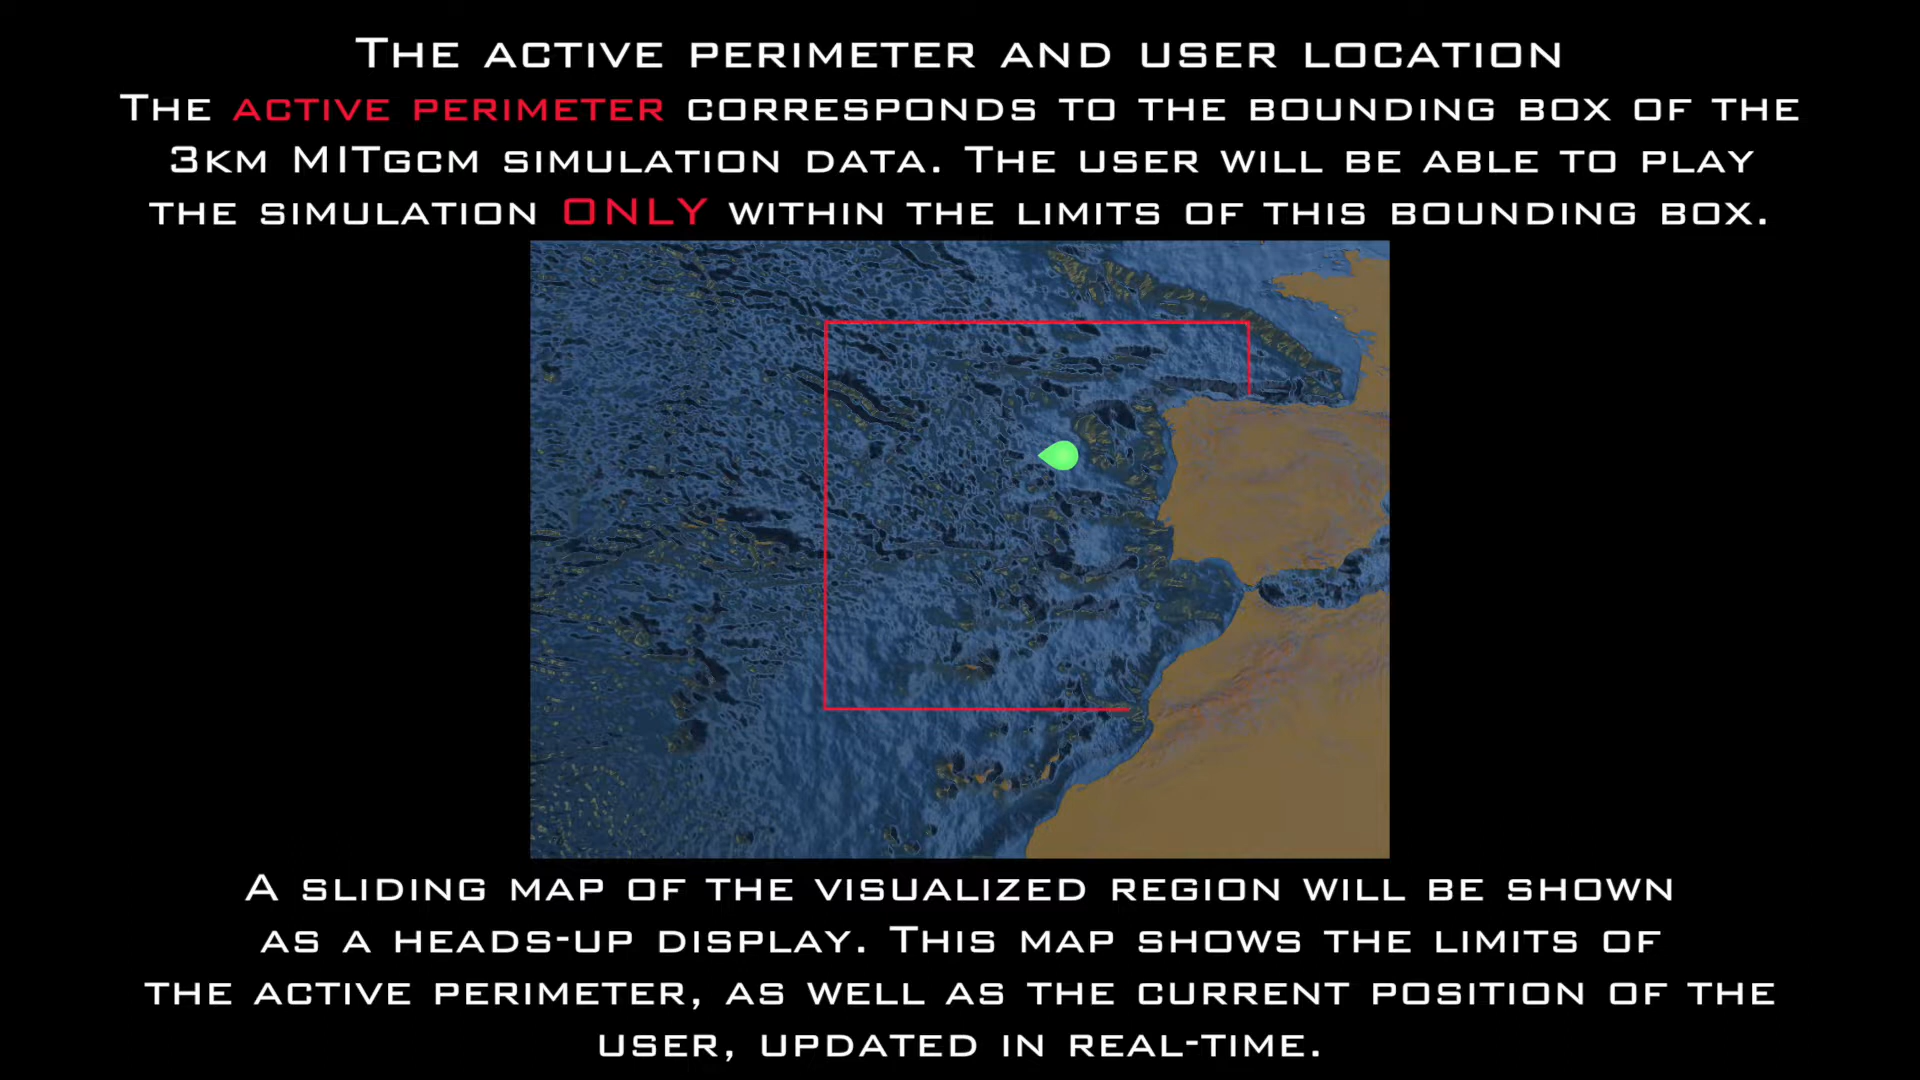 The active perimeter and user location
The active perimeter corresponds to the bounding box of the
3km MITgcm simulation data. The user will be able to play
the simulation ONLY within the limits of this bounding box.
A sliding map of the visualized region will be shown
as a heads-up display. This map shows the limits of
the active perimeter, as well as the current position of the
user, updated in real-time.